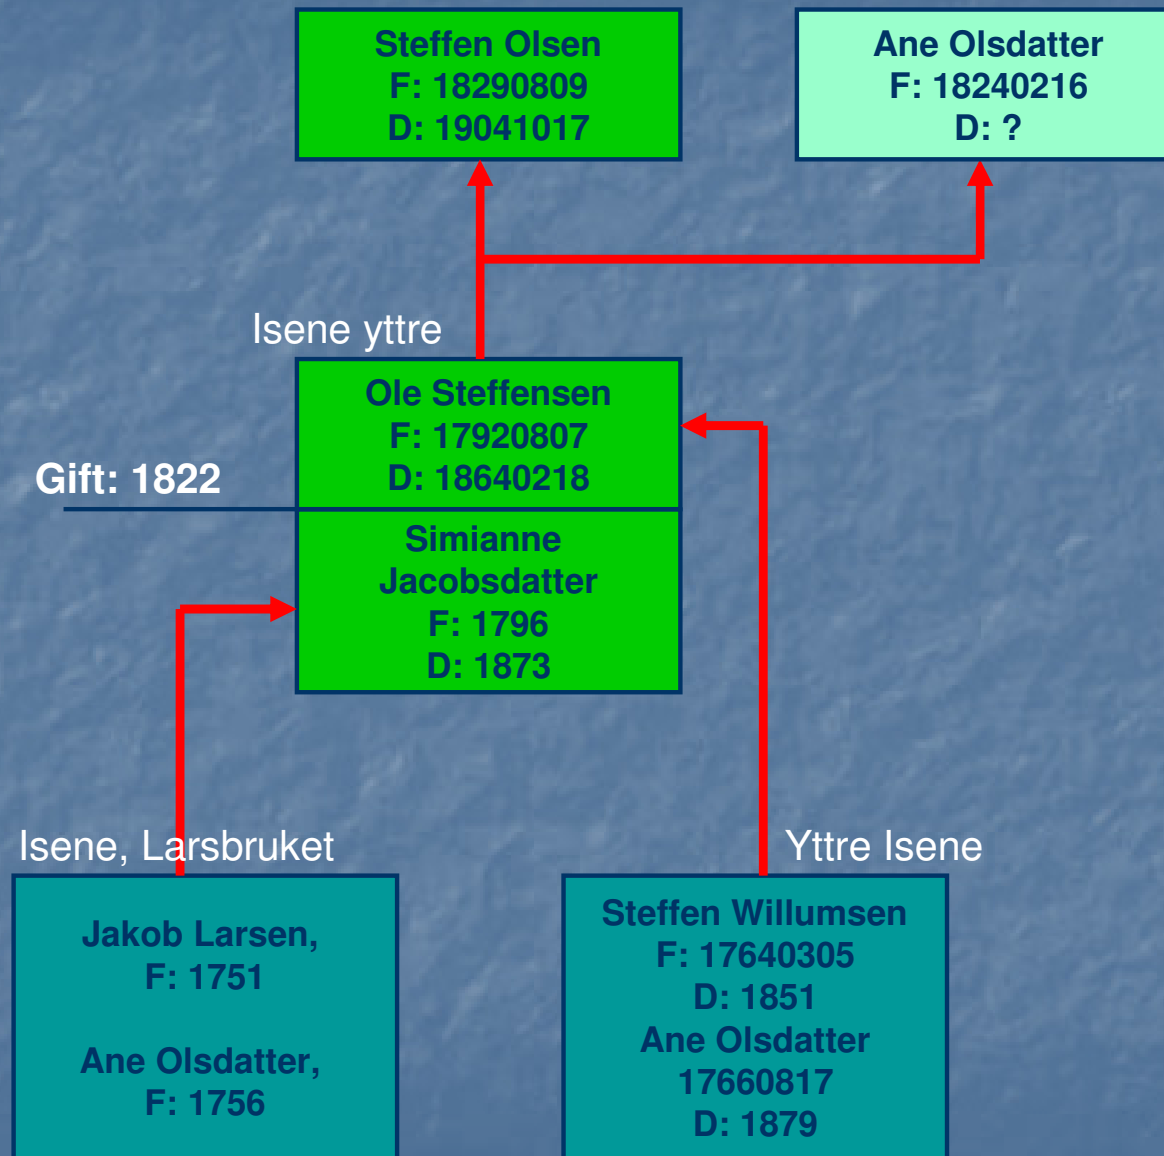 Steffen Olsen
F: 18290809
D: 19041017
Ane Olsdatter
F: 18240216
D: ?
Isene yttre
Ole Steffensen
F: 17920807
D: 18640218
Gift: 1822
Simianne
Jacobsdatter
F: 1796
D: 1873
Isene, Larsbruket
Jakob Larsen,
F: 1751
Ane Olsdatter,
F: 1756
Yttre Isene
Steffen Willumsen
F: 17640305
D: 1851
Ane Olsdatter
17660817
D: 1879